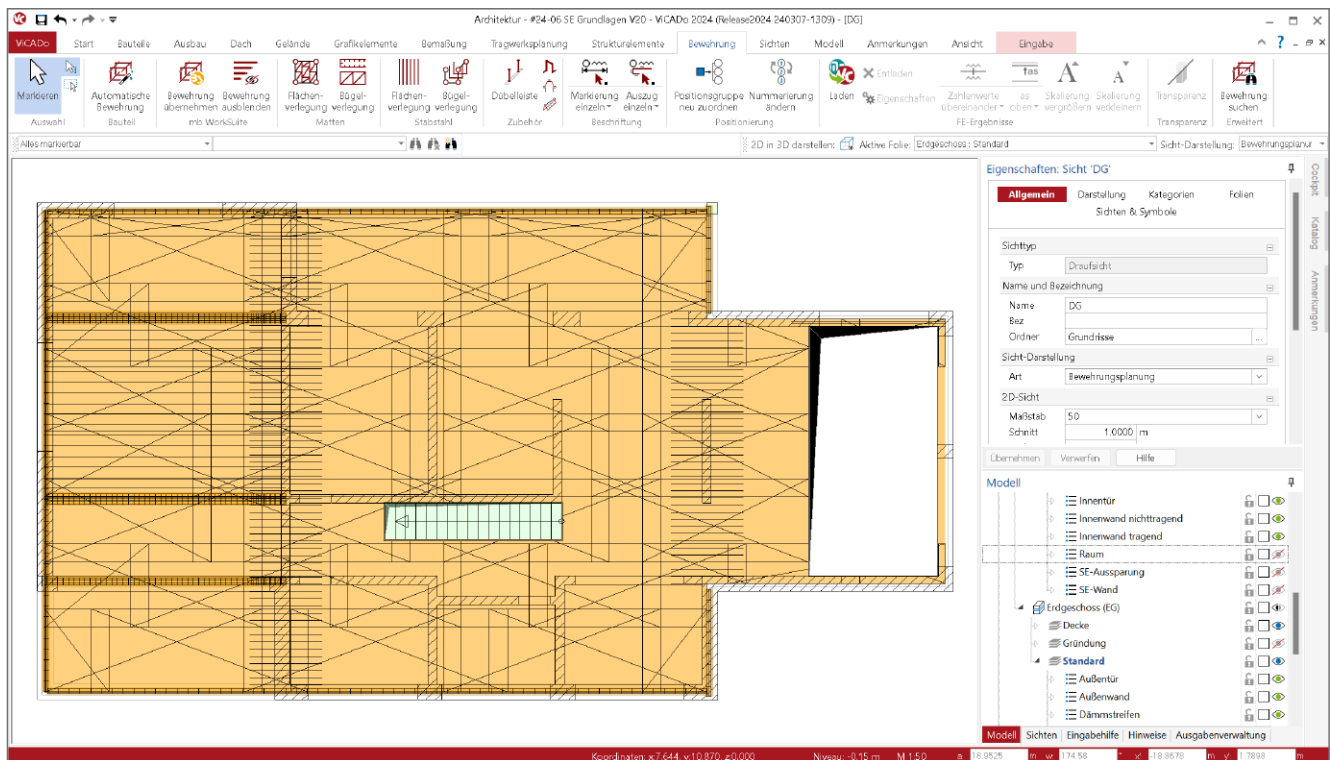 Architektur - #24-06 SE Grundlagen V20 - ViCADo 2024 (Release2024 240307-1309) - [DG]
ViCADo Start Bauteile Ausbau Dach Gelände Grafikelemente Bemaßung Tragwerksplanung Strukturelemente Bewehrung Sichten Modell Anmerkungen Ansicht Eingabe
Markieren
Automatische Bewehrung
Bewehrung übernehmen
Bewehrung ausblenden
Flächen-verlegung
Bügel-verlegung
Flächen-verlegung
Bügel-verlegung
Dübelleiste
Markierung einzeln
Auszug einzeln
Positionsgruppe neu zuordnen
Nummerierung ändern
Laden
Entladen
Eigenschaften
Zahlenwerte übereinander
as oben
Skalierung vergrößern
Skalierung verkleinern
Transparenz
Bewehrung suchen
Auswahl Bauteil mb WorkSuite Matten Stabstahl Zubehör Beschriftung Positionierung FE-Ergebnisse Transparenz Erweitert
Alles markierbar 2D in 3D darstellen: Aktive Folie: Erdgeschoss : Standard Sicht-Darstellung: Bewehrungsplanur
Eigenschaften: Sicht 'DG'
Allgemein Darstellung Kategorien Folien
Sichten & Symbole
Sichttyp
Typ Draufsicht
Name und Bezeichnung
Name DG
Bez
Ordner Grundrisse ...
Sicht-Darstellung
Art Bewehrungsplanung
2D-Sicht
Maßstab 50
Schnitt 1.0000 m
Übernehmen Verwerfen Hilfe
Modell
Innentür
Innenwand nichttragend
Innenwand tragend
Raum
SE-Aussparung
SE-Wand
Erdgeschoss (EG)
Decke
Gründung
Standard
Außentür
Außenwand
Dämmstreifen
Modell Sichten Eingabehilfe Hinweise Ausgabenverwaltung
Cockpit
Katalog
Anmerkungen
Koordinaten: x:7.644, y:10.870, z:0.000 Niveau: -0.15 m M 1:50 a: 18.9525 m w: 174.58 ° x: -18.8678 m y: 1.7898 m